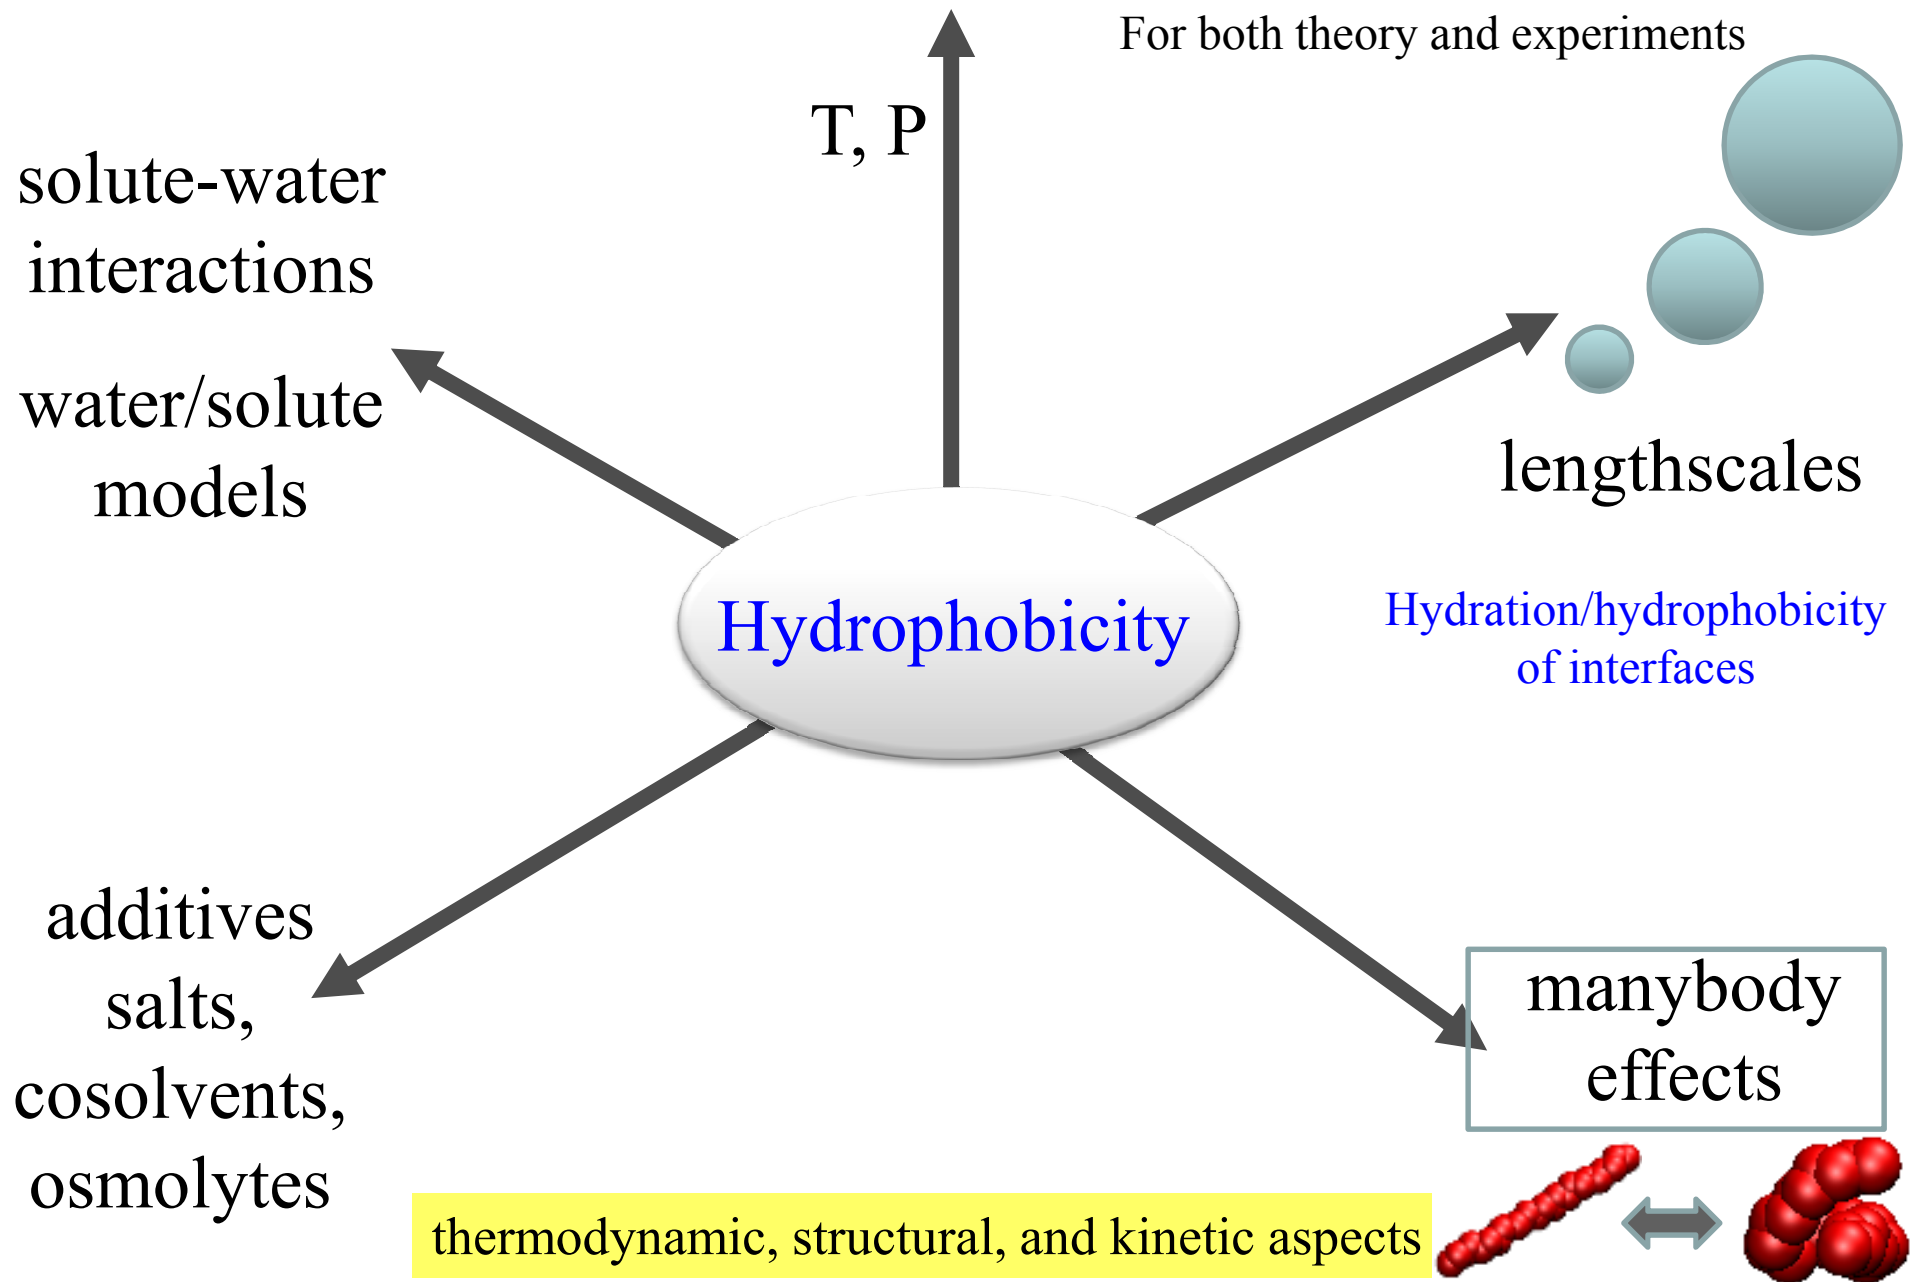 For both theory and experiments
T, P
solute-water
interactions
water/solute
models
lengthscales
Hydrophobicity
Hydration/hydrophobicity
of interfaces
additives
salts,
cosolvents,
osmolytes
manybody
effects
thermodynamic, structural, and kinetic aspects